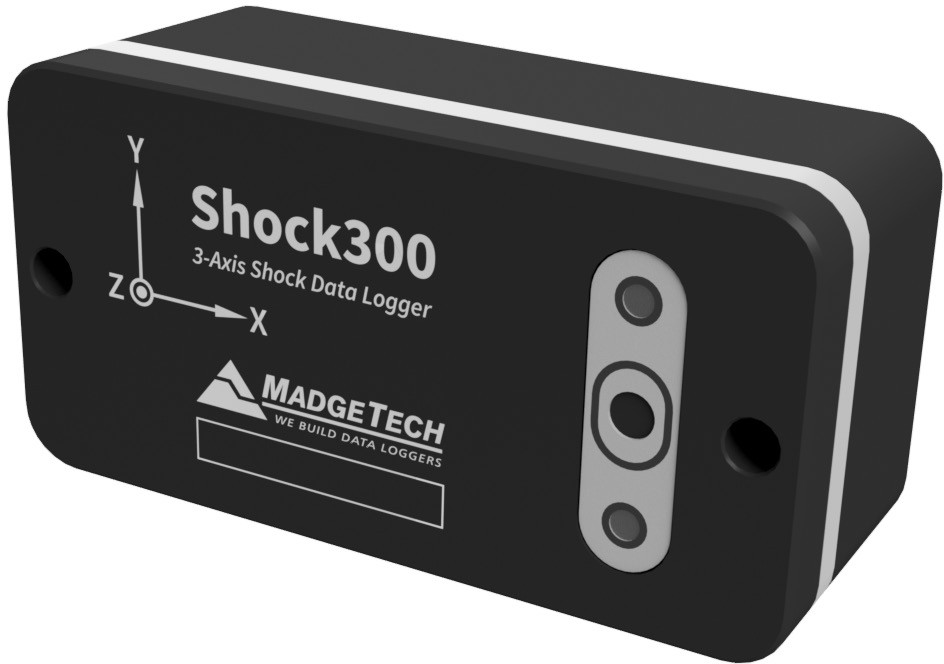 Y
Shock300
3-Axis Shock Data Logger
Z
X
MADGETECH
WE BUILD DATA LOGGERS